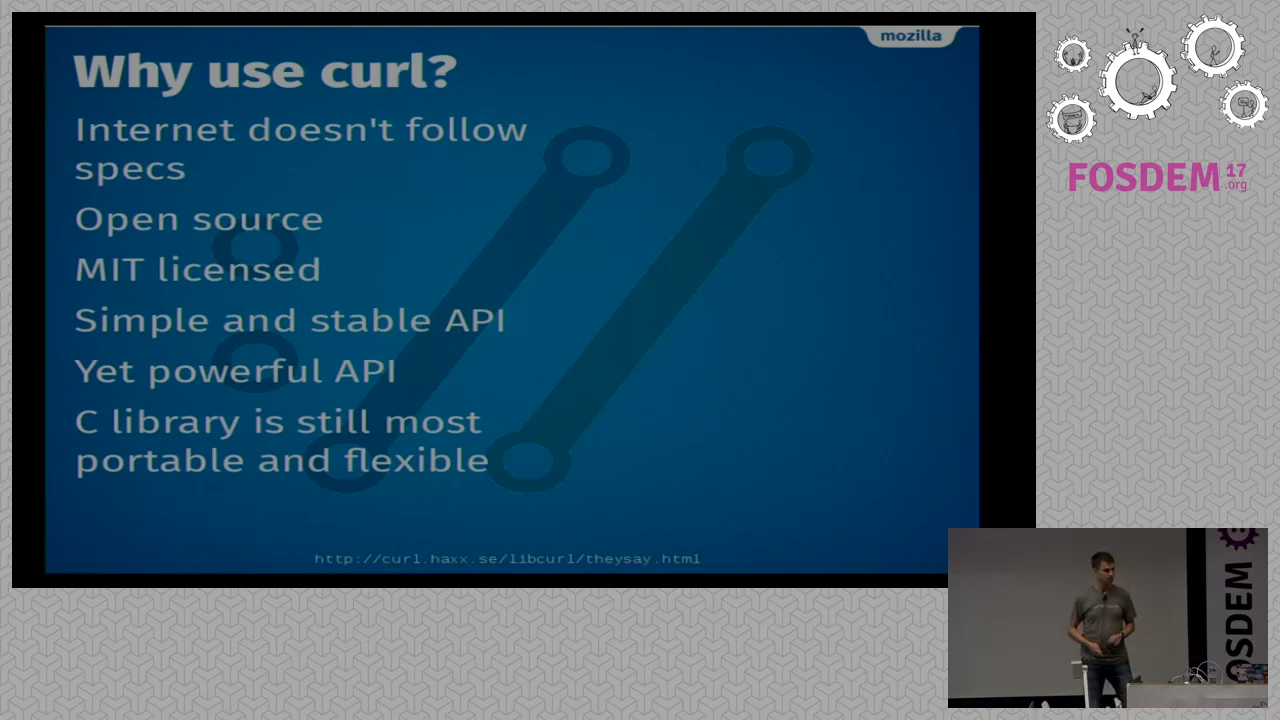 mozilla
Why use curl?
Internet doesn't follow
specs
Open source
MIT licensed
Simple and stable API
Yet powerful API
C library is still most
portable and flexible
http://curl.haxx.se/libcurl/theysay.html
FOSDEM 17
.org
OSDEM